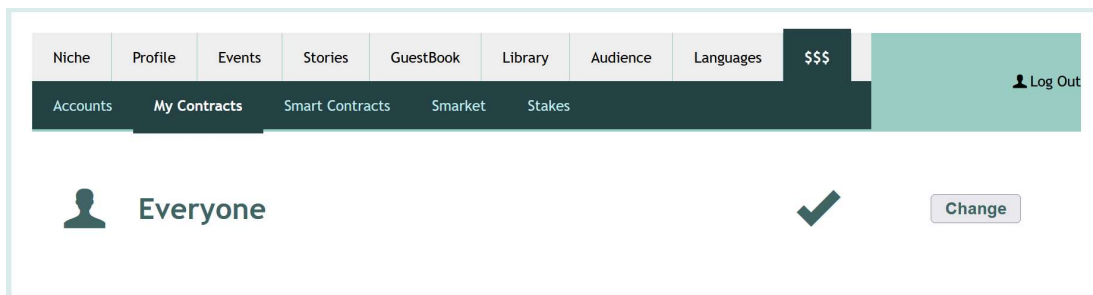 Niche Profile Events Stories GuestBook Library Audience Languages $$$
Log Out
Accounts My Contracts Smart Contracts Smarket Stakes
Everyone Change